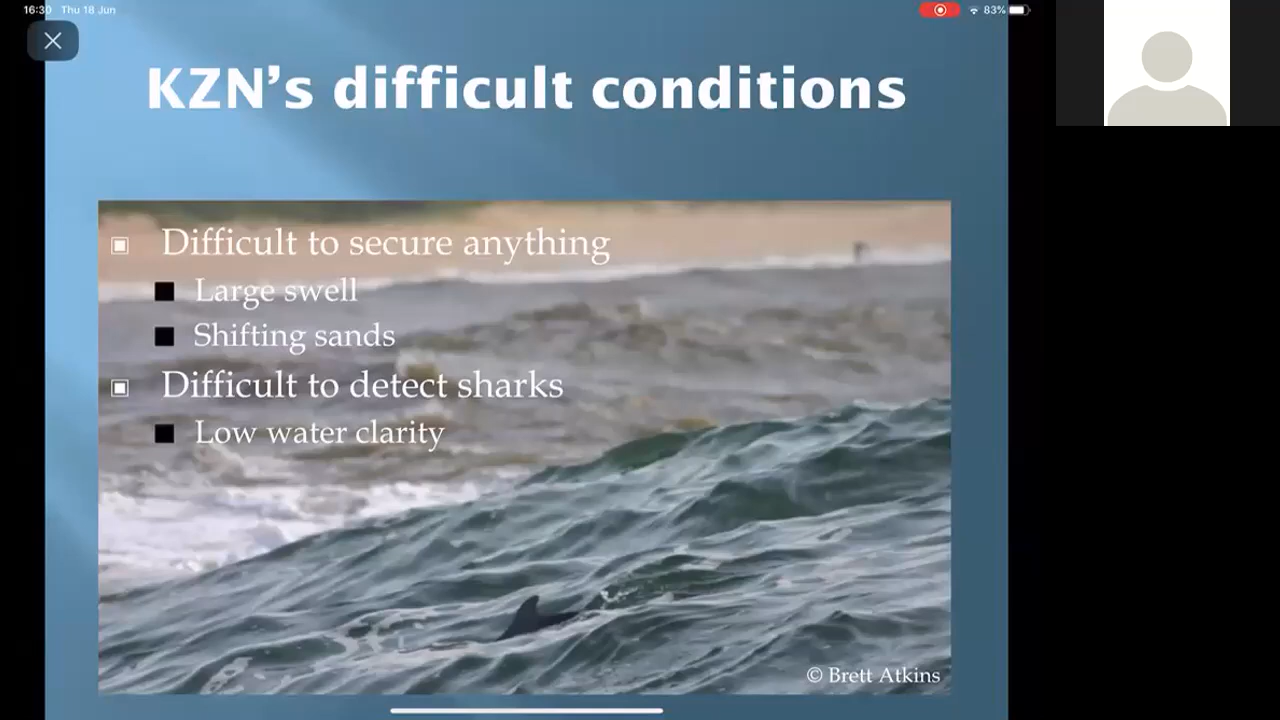 16:30 Thu 18 Jun
83%
KZN's difficult conditions
Difficult to secure anything
Large swell
Shifting sands
Difficult to detect sharks
Low water clarity
© Brett Atkins